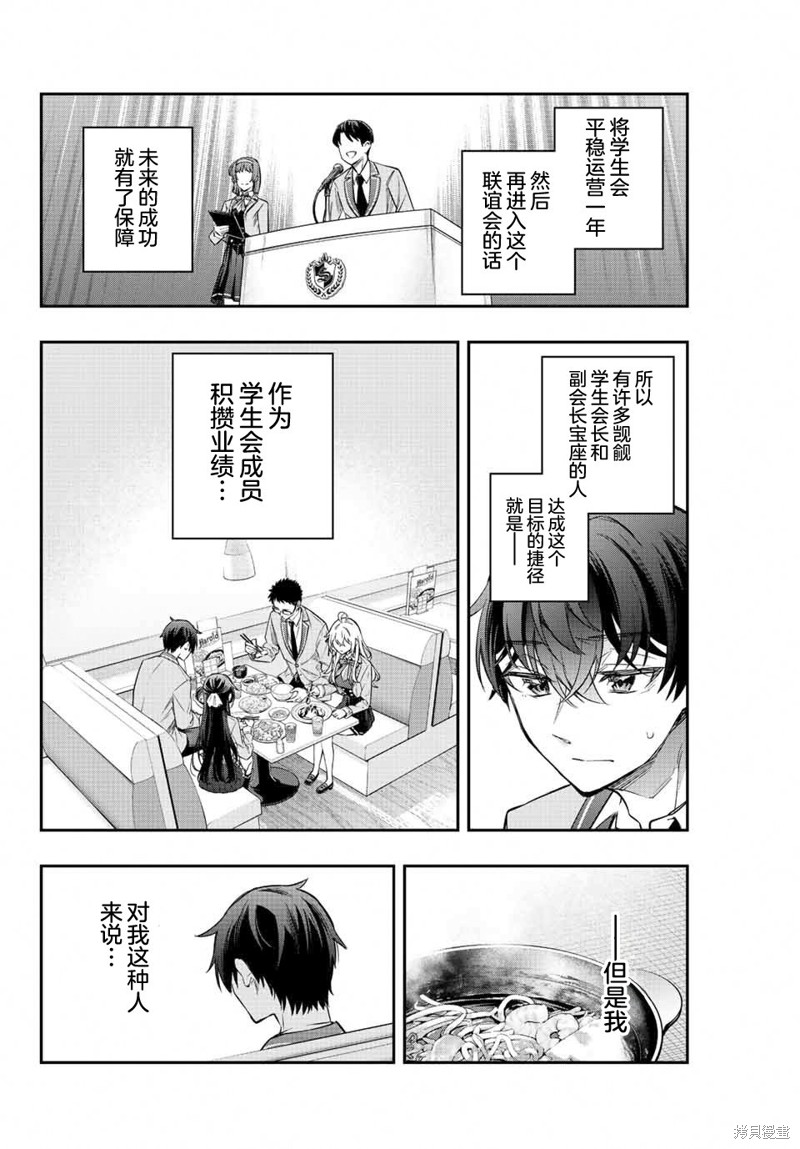 将学生会
平稳运营一年
然后
再进入这个
联谊会的话
未来的成功
就有了保障
所以
有许多觊觎
学生会长和
副会长宝座的人
达成这个
目标的捷径
就是——
作为
学生会成员
积攒业绩…
Harold
Harold
——但是我
对我这种人
来说…
拷貝漫畫